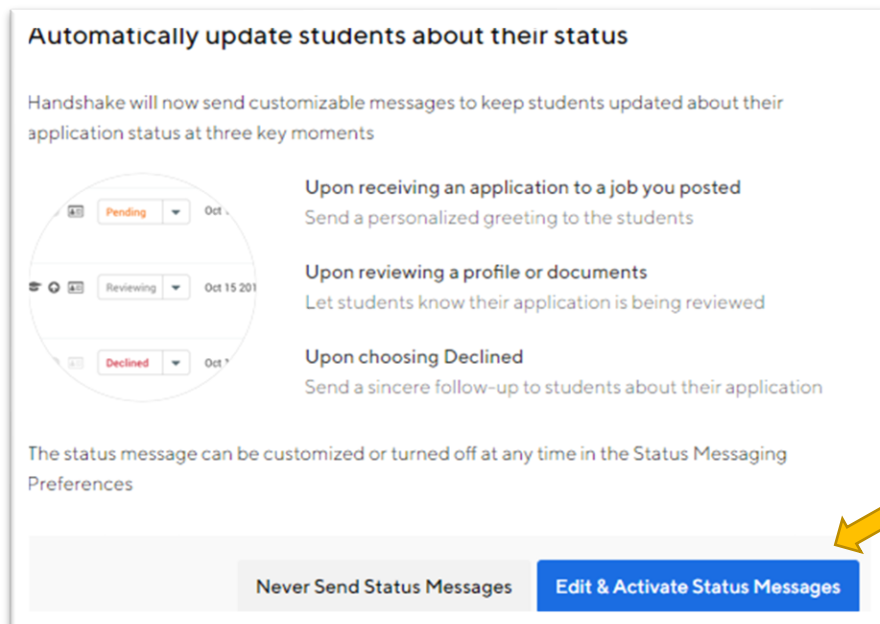 Automatically update students about their status
Handshake will now send customizable messages to keep students updated about their
application status at three key moments
Pending
Oct
Upon receiving an application to a job you posted
Send a personalized greeting to the students
Reviewing
Oct 15 201
Upon reviewing a profile or documents
Let students know their application is being reviewed
Declined
Oct
Upon choosing Declined
Send a sincere follow-up to students about their application
The status message can be customized or turned off at any time in the Status Messaging
Preferences
Never Send Status Messages
Edit & Activate Status Messages